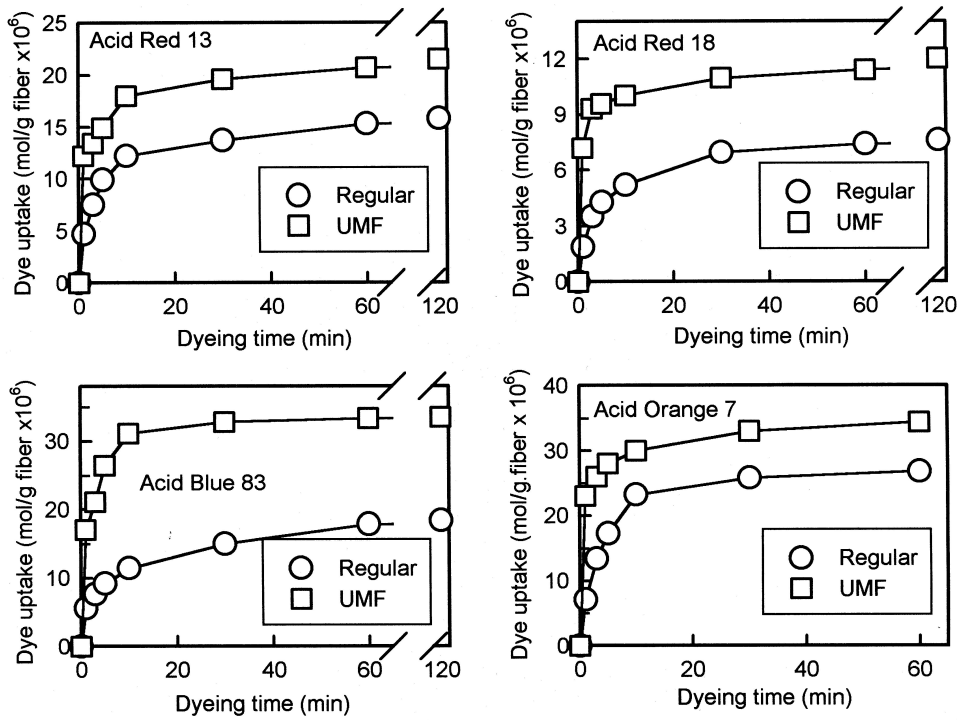 Acid Red 13
Dye uptake (mol/g fiber x10⁶)
25
20
15
10
5
0
0 20 40 60 120
Dyeing time (min)
Regular
UMF
Acid Red 18
Dye uptake (mol/g fiber x10⁶)
12
9
6
3
0
0 20 40 60 120
Dyeing time (min)
Regular
UMF
Acid Blue 83
Dye uptake (mol/g fiber x10⁶)
30
20
10
0
0 20 40 60 120
Dyeing time (min)
Regular
UMF
Acid Orange 7
Dye uptake (mol/g.fiber x 10⁶)
40
30
20
10
0
0 20 40 60
Dyeing time (min)
Regular
UMF